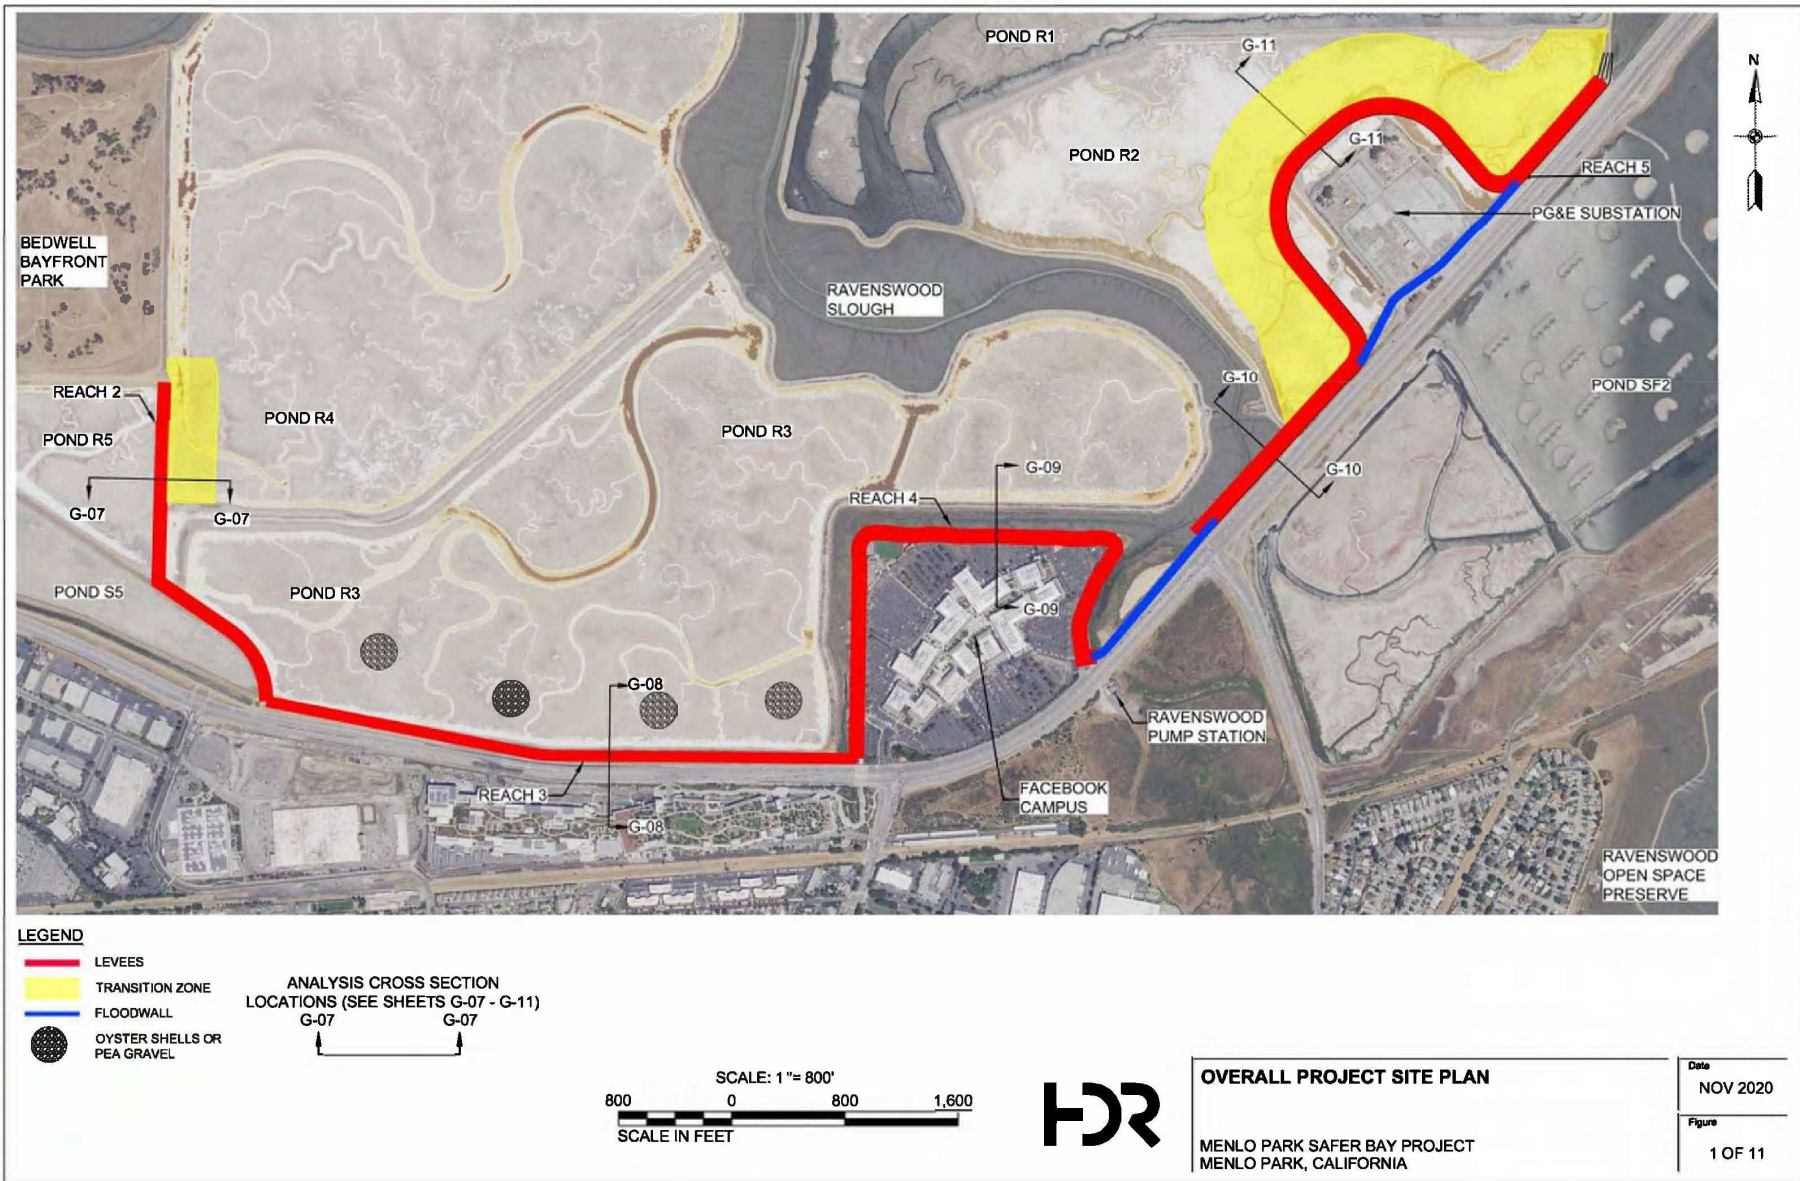 POND R1
G-11
G-11
POND R2
N
REACH 5
PG&E SUBSTATION
BEDWELL
BAYFRONT
PARK
RAVENSWOOD
SLOUGH
REACH 2
POND R4
POND R5
POND R3
G-10
POND SF2
G-10
G-09
REACH 4
G-07
G-07
POND S5
POND R3
G-09
G-08
RAVENSWOOD
PUMP STATION
REACH 3
FACEBOOK
CAMPUS
G-08
RAVENSWOOD
OPEN SPACE
PRESERVE
LEGEND
LEVEES
TRANSITION ZONE
FLOODWALL
OYSTER SHELLS OR
PEA GRAVEL
ANALYSIS CROSS SECTION
LOCATIONS (SEE SHEETS G-07 - G-11)
G-07 G-07
SCALE: 1"= 800'
800 0 800 1,600
SCALE IN FEET
HDR
OVERALL PROJECT SITE PLAN
MENLO PARK SAFER BAY PROJECT
MENLO PARK, CALIFORNIA
Date
NOV 2020
Figure
1 OF 11